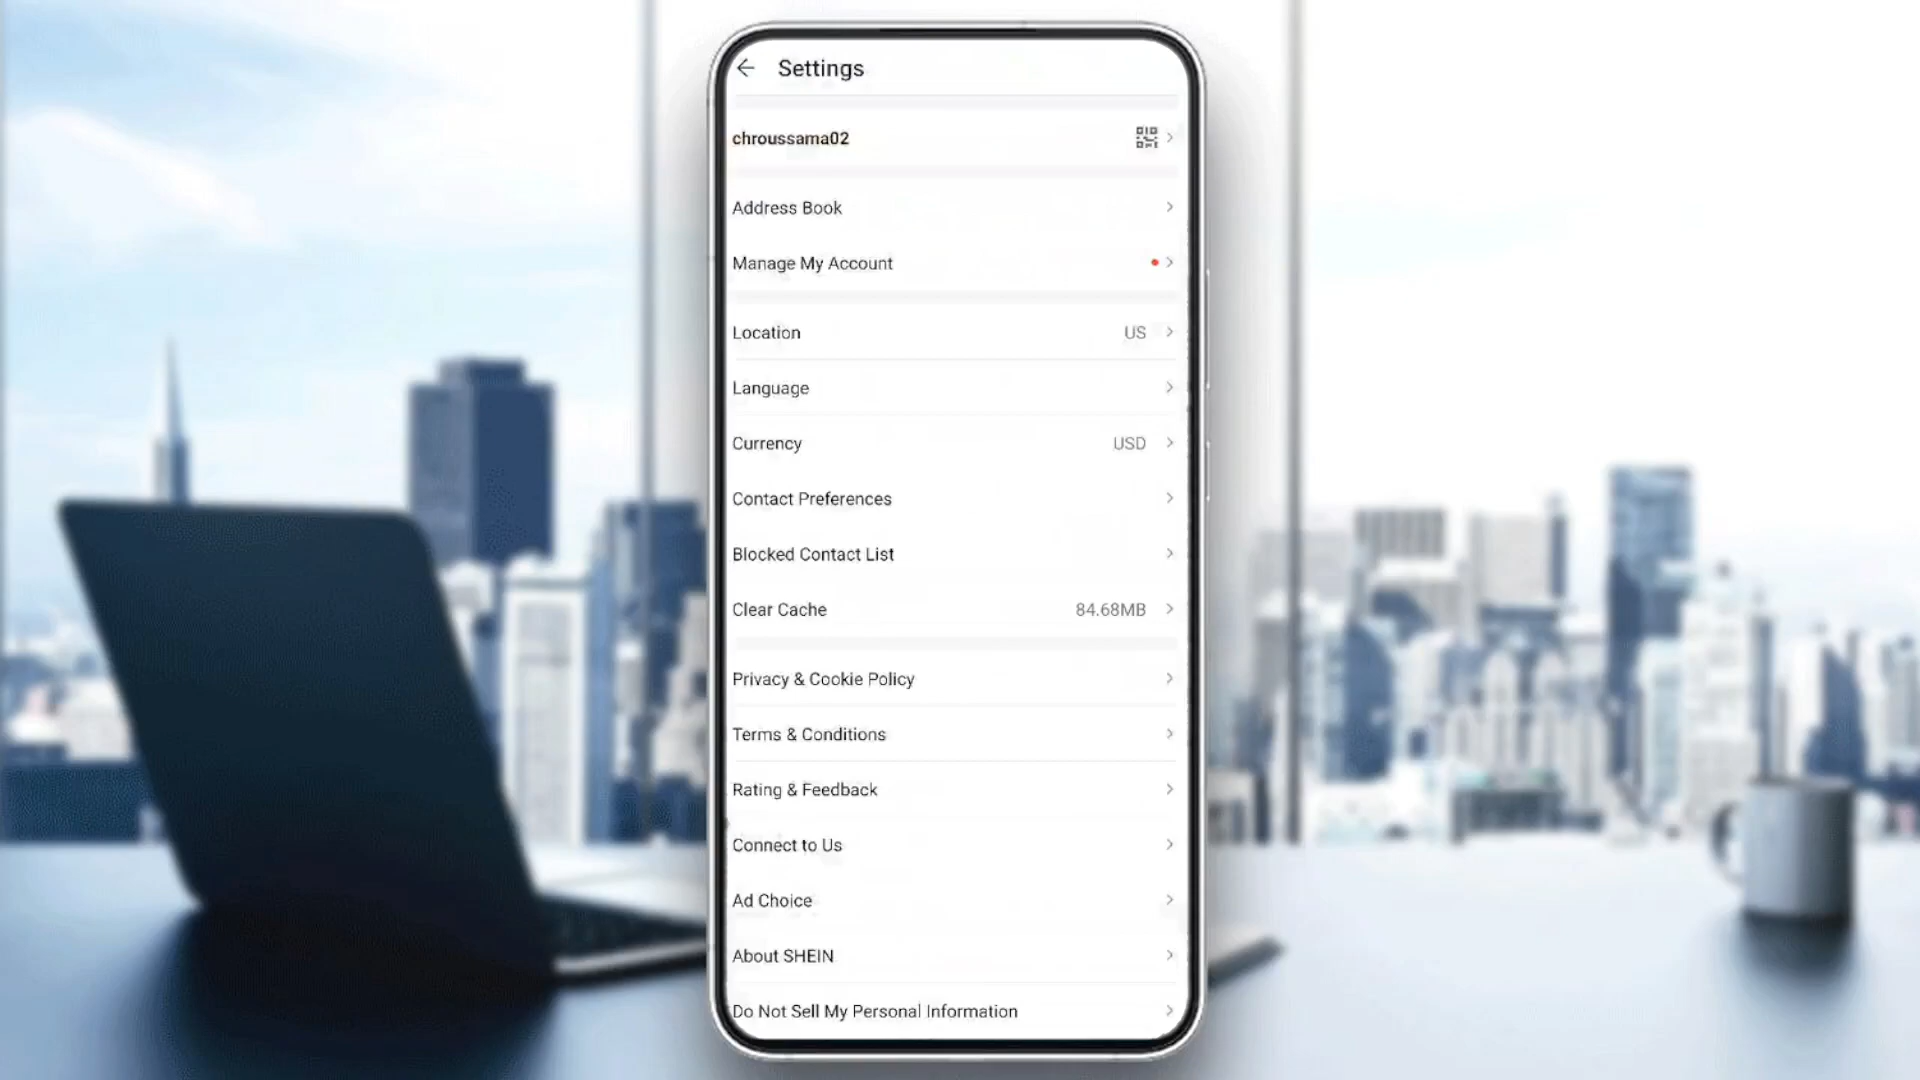 Settings
chroussama02
Address Book
Manage My Account
Location US
Language
Currency USD
Contact Preferences
Blocked Contact List
Clear Cache 84.68MB
Privacy & Cookie Policy
Terms & Conditions
Rating & Feedback
Connect to Us
Ad Choice
About SHEIN
Do Not Sell My Personal Information